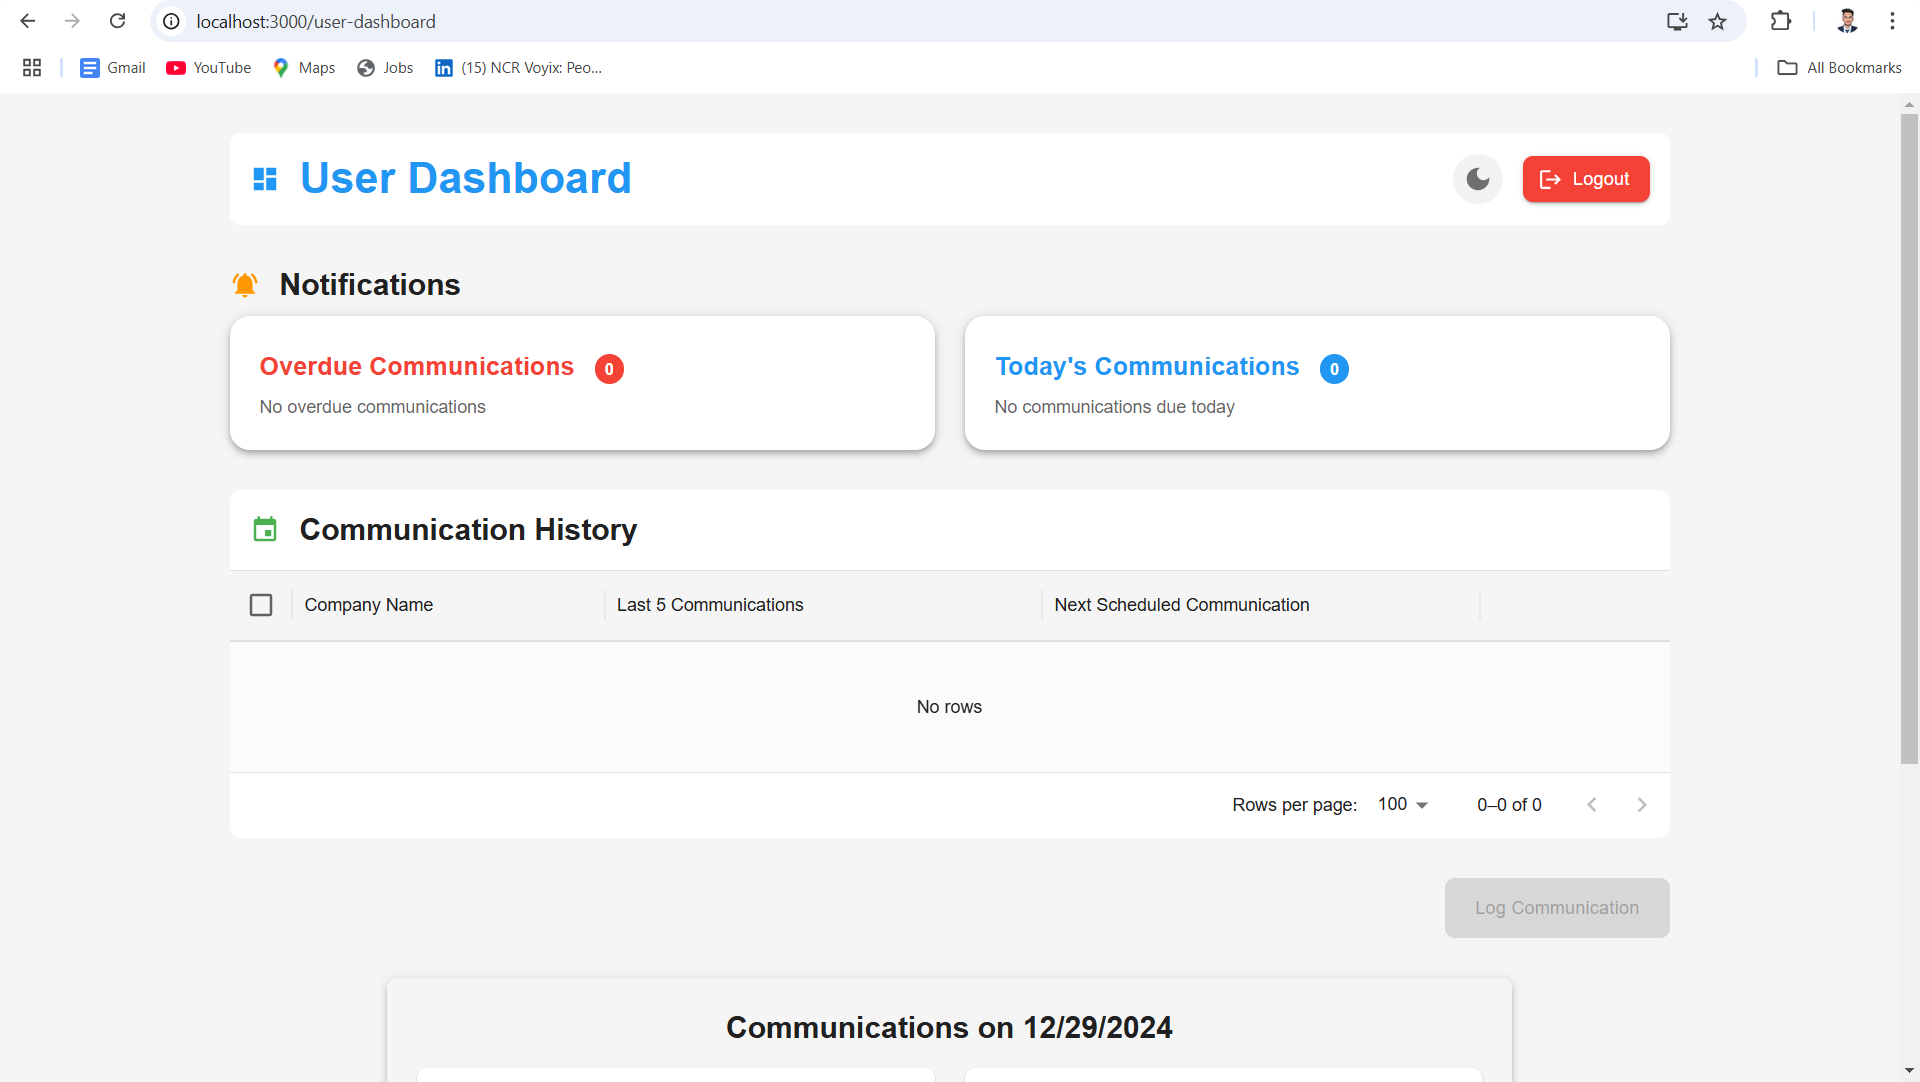 localhost:3000/user-dashboard
Gmail YouTube Maps Jobs (15) NCR Voyix: Peo... All Bookmarks
User Dashboard
Logout
Notifications
Overdue Communications 0
No overdue communications
Today's Communications 0
No communications due today
Communication History
Company Name Last 5 Communications Next Scheduled Communication
No rows
Rows per page: 100 0–0 of 0
Log Communication
Communications on 12/29/2024